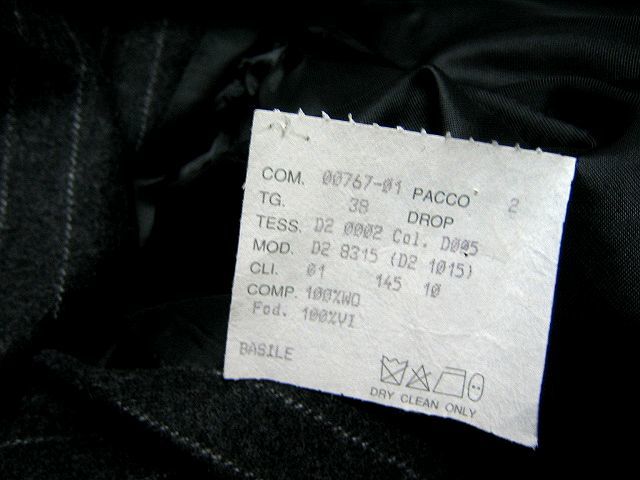 COM. 00767-01 PACCO 2
TG. 38 DROP
TESS. D2 0002 Col. D005
MOD. D2 8315 (D2 1015)
CLI. 01 145 10
COMP. 100%WO
Fod. 100%VI
BASILE
DRY CLEAN ONLY